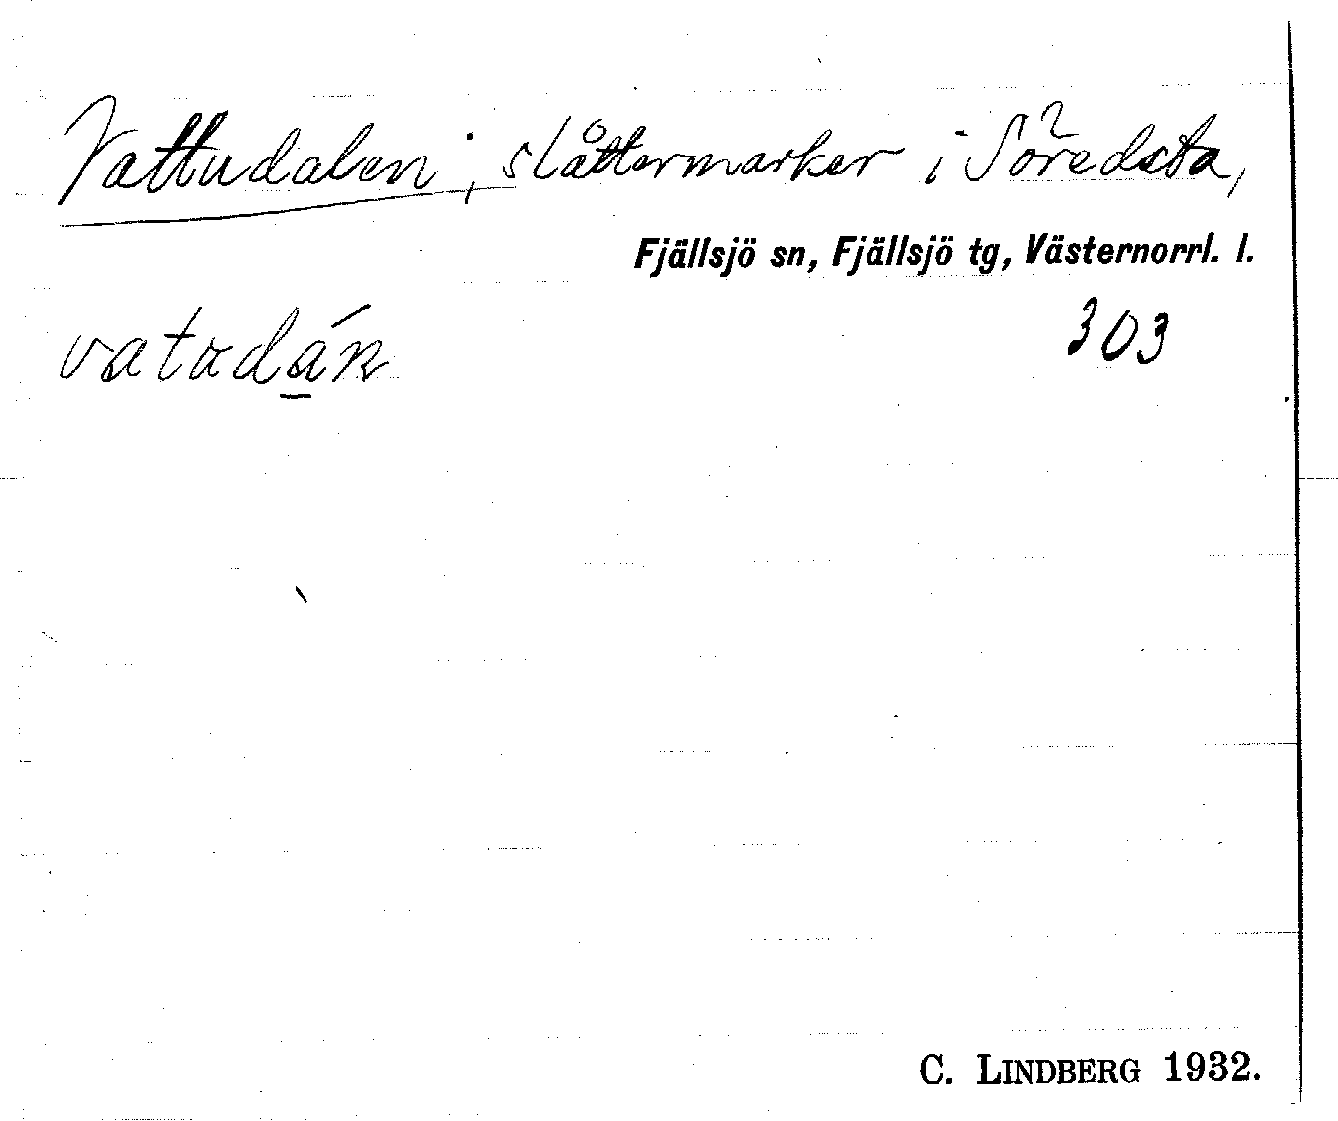 Vattudalen; slåttermarker i Söredsta,
Fjällsjö sn, Fjällsjö tg, Västernorrl. l.
vatudán 303
C. LINDBERG 1932.